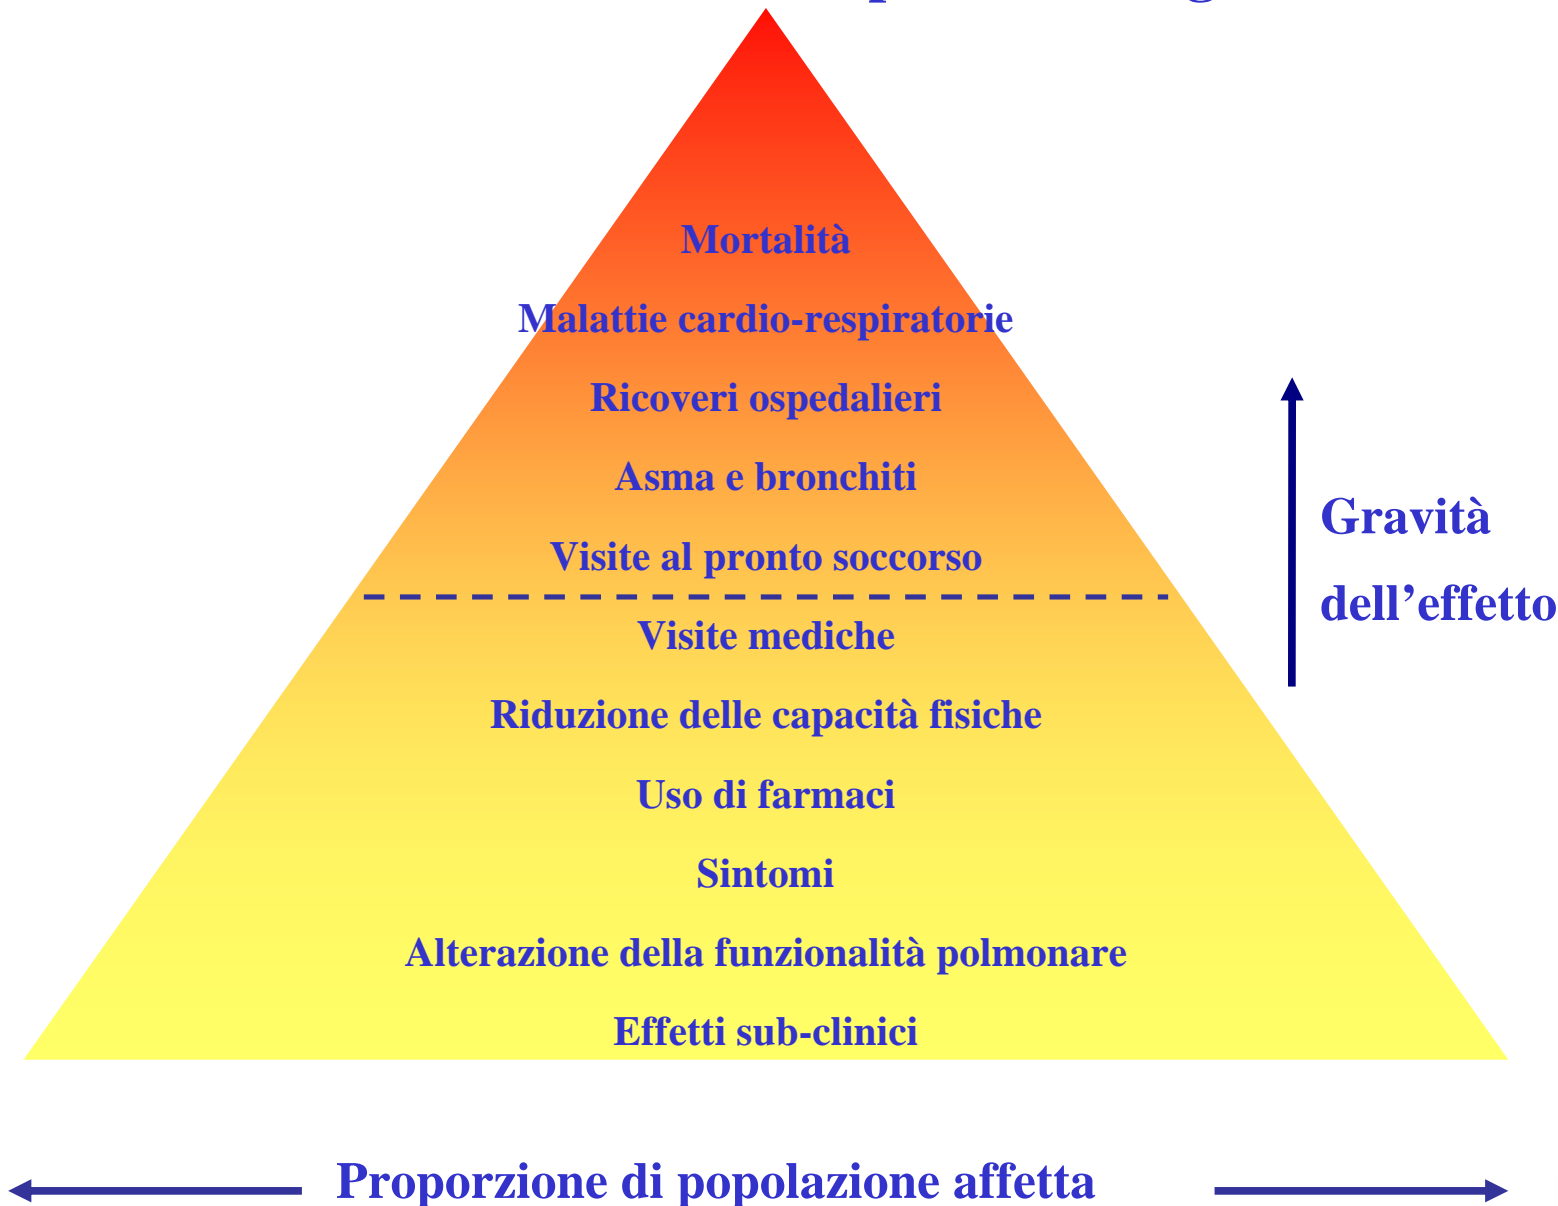 Mortalità
Malattie cardio-respiratorie
Ricoveri ospedalieri
Asma e bronchiti
Visite al pronto soccorso
Visite mediche
Riduzione delle capacità fisiche
Uso di farmaci
Sintomi
Alterazione della funzionalità polmonare
Effetti sub-clinici
Gravità
dell’effetto
Proporzione di popolazione affetta